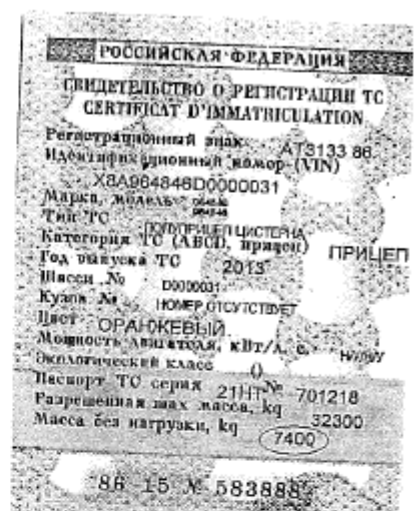 РОССИЙСКАЯ ФЕДЕРАЦИЯ
СВИДЕТЕЛЬСТВО О РЕГИСТРАЦИИ ТС
CERTIFICAT D'IMMATRICULATION
Регистрационный знак АТ3133 86
Идентификационный номер (VIN)
X8A964846D0000031
Марка, модель 964846
964846
Тип ТС ПОЛУПРИЦЕП ЦИСТЕРНА
Категория ТС (ABCD, прицеп) ПРИЦЕП
Год выпуска ТС 2013
Шасси № D0000031
Кузов № НОМЕР ОТСУТСТВУЕТ
Цвет ОРАНЖЕВЫЙ
Мощность двигателя, кВт/л. с.
Экологический класс 0
Паспорт ТС серия 21НТ № 701218
Разрешенная max масса, kg 32300
Масса без нагрузки, kg 7400
86 15 № 583888